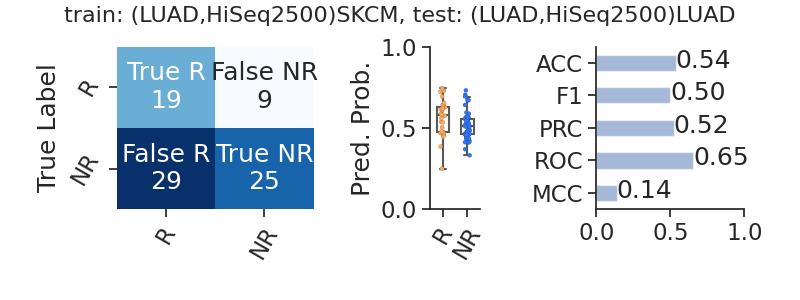 train: (LUAD,HiSeq2500)SKCM, test: (LUAD,HiSeq2500)LUAD
True Label
R
NR
True R
19
False NR
9
False R
29
True NR
25
R
NR
Pred. Prob.
1.0
0.5
0.0
R
NR
ACC
0.54
F1
0.50
PRC
0.52
ROC
0.65
MCC
0.14
0.0
0.5
1.0